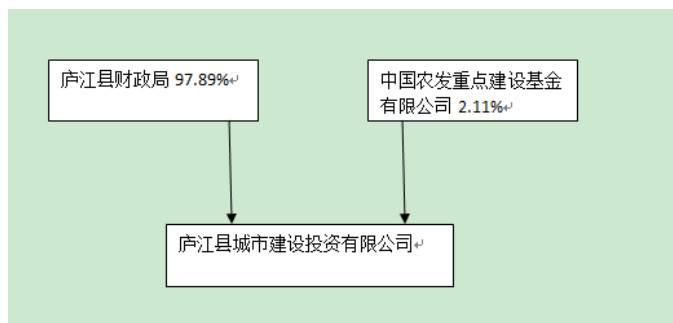 庐江县财政局 97.89%
中国农发重点建设基金
有限公司 2.11%
庐江县城市建设投资有限公司